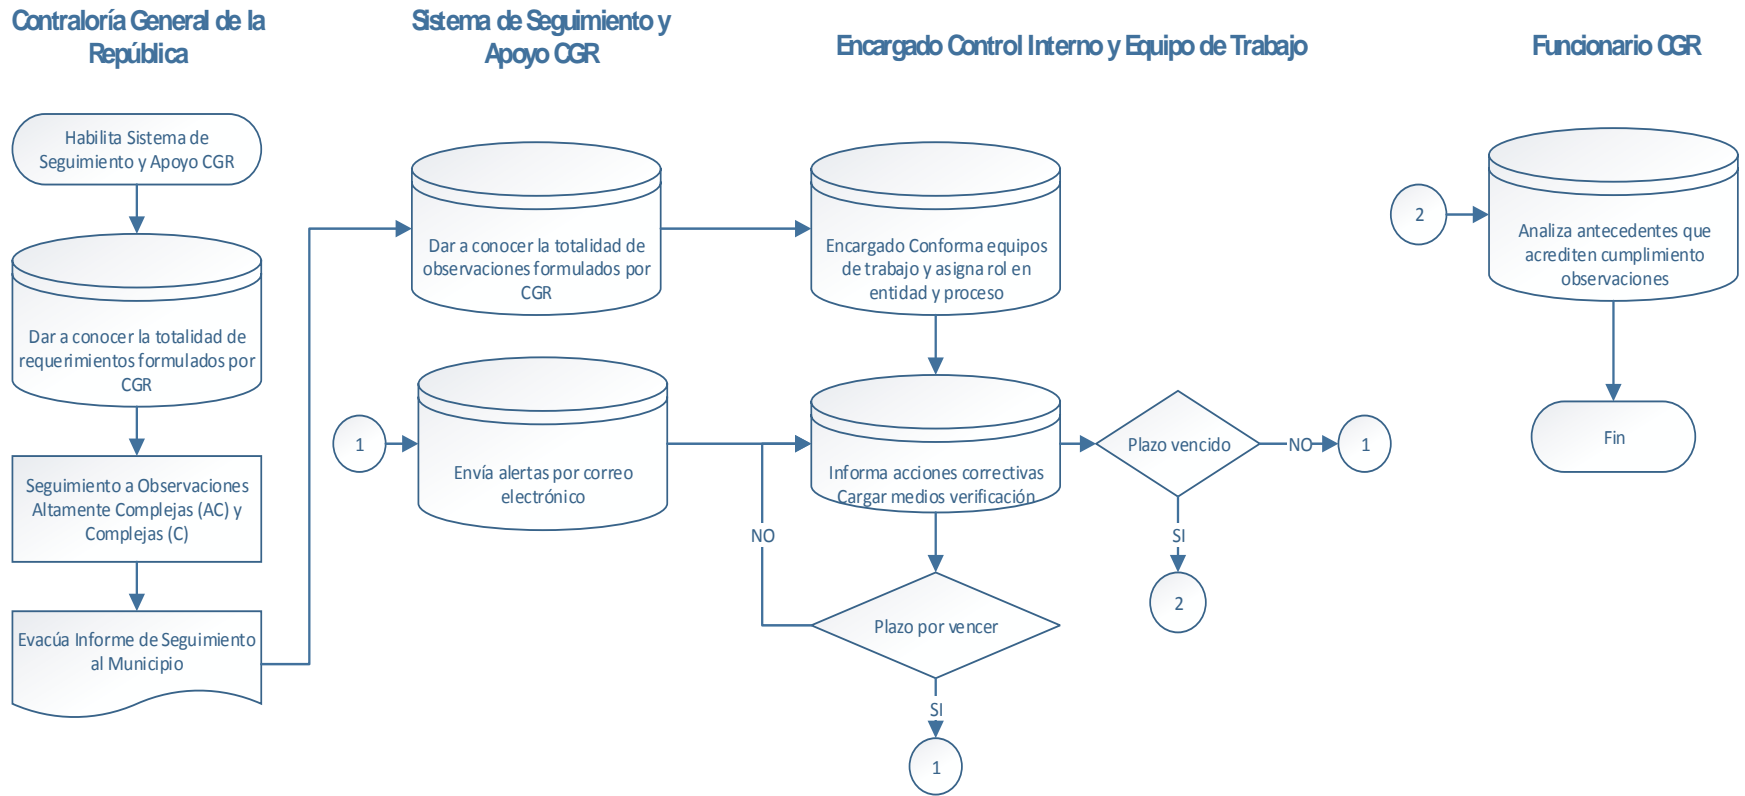 Contraloría General de la
República
Sistema de Seguimiento y
Apoyo CGR
Encargado Control Interno y Equipo de Trabajo
Funcionario CGR
Habilita Sistema de
Seguimiento y Apoyo CGR
Dar a conocer la totalidad de
requerimientos formulados por
CGR
Seguimiento a Observaciones
Altamente Complejas (AC) y
Complejas (C)
Evacúa Informe de Seguimiento
al Municipio
Dar a conocer la totalidad de
observaciones formulados por
CGR
1
Envía alertas por correo
electrónico
Encargado Conforma equipos
de trabajo y asigna rol en
entidad y proceso
Informa acciones correctivas
Cargar medios verificación
NO
Plazo por vencer
SI
1
Plazo vencido
NO
1
SI
2
2
Analiza antecedentes que
acrediten cumplimiento
observaciones
Fin